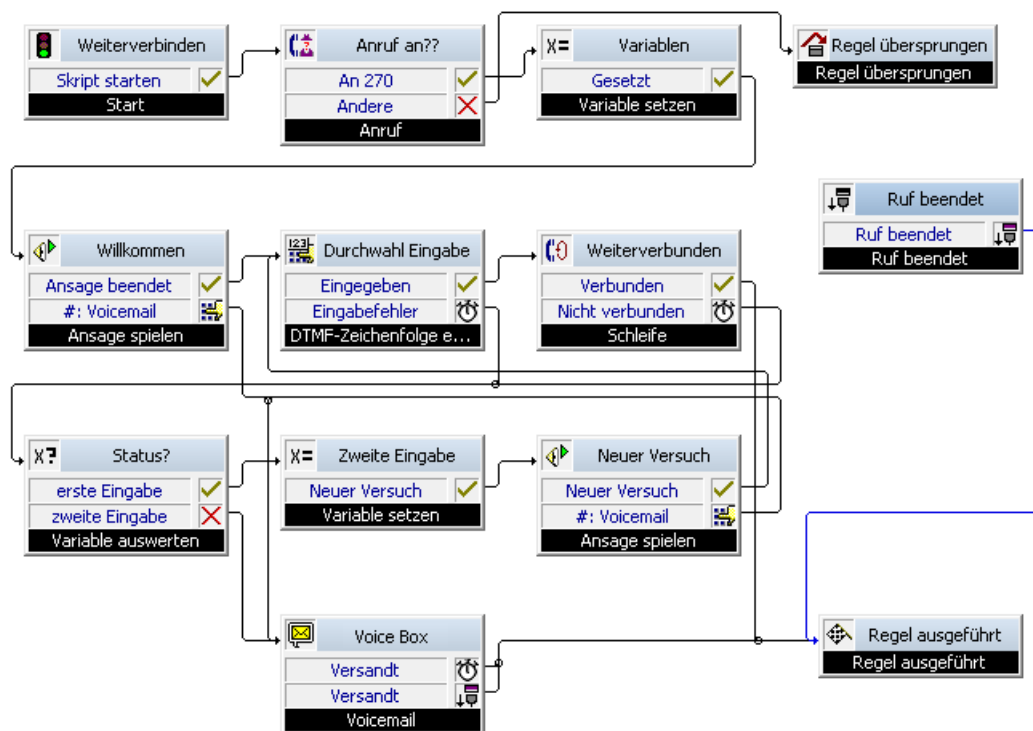 Weiterverbinden
Skript starten
Start
Anruf an??
An 270
Andere
Anruf
X= Variablen
Gesetzt
Variable setzen
Regel übersprungen
Regel übersprungen
Ruf beendet
Ruf beendet
Ruf beendet
Willkommen
Ansage beendet
#: Voicemail
Ansage spielen
123 Durchwahl Eingabe
Eingegeben
Eingabefehler
DTMF-Zeichenfolge e...
Weiterverbunden
Verbunden
Nicht verbunden
Schleife
X? Status?
erste Eingabe
zweite Eingabe
Variable auswerten
X= Zweite Eingabe
Neuer Versuch
Variable setzen
Neuer Versuch
Neuer Versuch
#: Voicemail
Ansage spielen
Voice Box
Versandt
Versandt
Voicemail
Regel ausgeführt
Regel ausgeführt